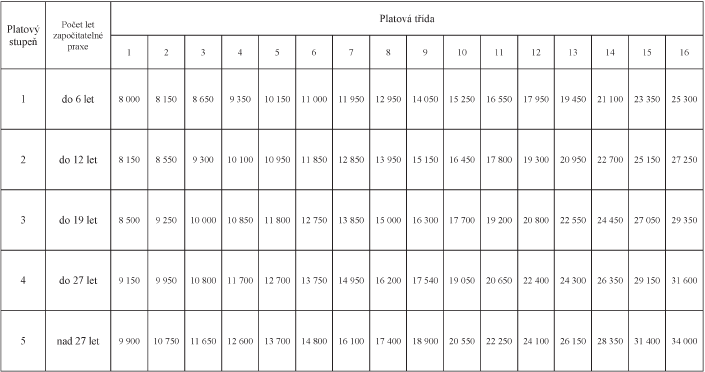 Platový stupeň Počet let započitatelné praxe Platová třída
1 2 3 4 5 6 7 8 9 10 11 12 13 14 15 16
1 do 6 let 8 000 8 150 8 650 9 350 10 150 11 000 11 950 12 950 14 050 15 250 16 550 17 950 19 450 21 100 23 350 25 300
2 do 12 let 8 150 8 550 9 300 10 100 10 950 11 850 12 850 13 950 15 150 16 450 17 800 19 300 20 950 22 700 25 150 27 250
3 do 19 let 8 500 9 250 10 000 10 850 11 800 12 750 13 850 15 000 16 300 17 700 19 200 20 800 22 550 24 450 27 050 29 350
4 do 27 let 9 150 9 950 10 800 11 700 12 700 13 750 14 950 16 200 17 540 19 050 20 650 22 400 24 300 26 350 29 150 31 600
5 nad 27 let 9 900 10 750 11 650 12 600 13 700 14 800 16 100 17 400 18 900 20 550 22 250 24 100 26 150 28 350 31 400 34 000